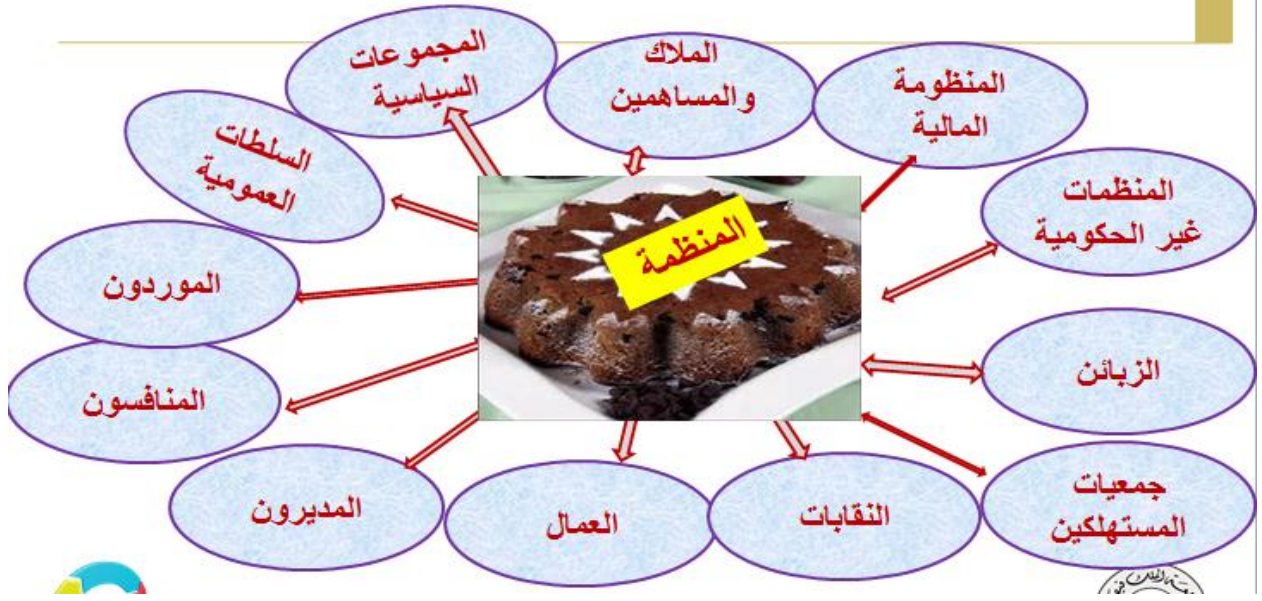 المجموعات
السياسية
الملاك
والمساهمين
المنظومة
المالية
السلطات
العمومية
المنظمات
غير الحكومية
المنظمة
الموردون
الزبائن
المنافسون
المديرون
العمال
النقابات
جمعيات
المستهلكين